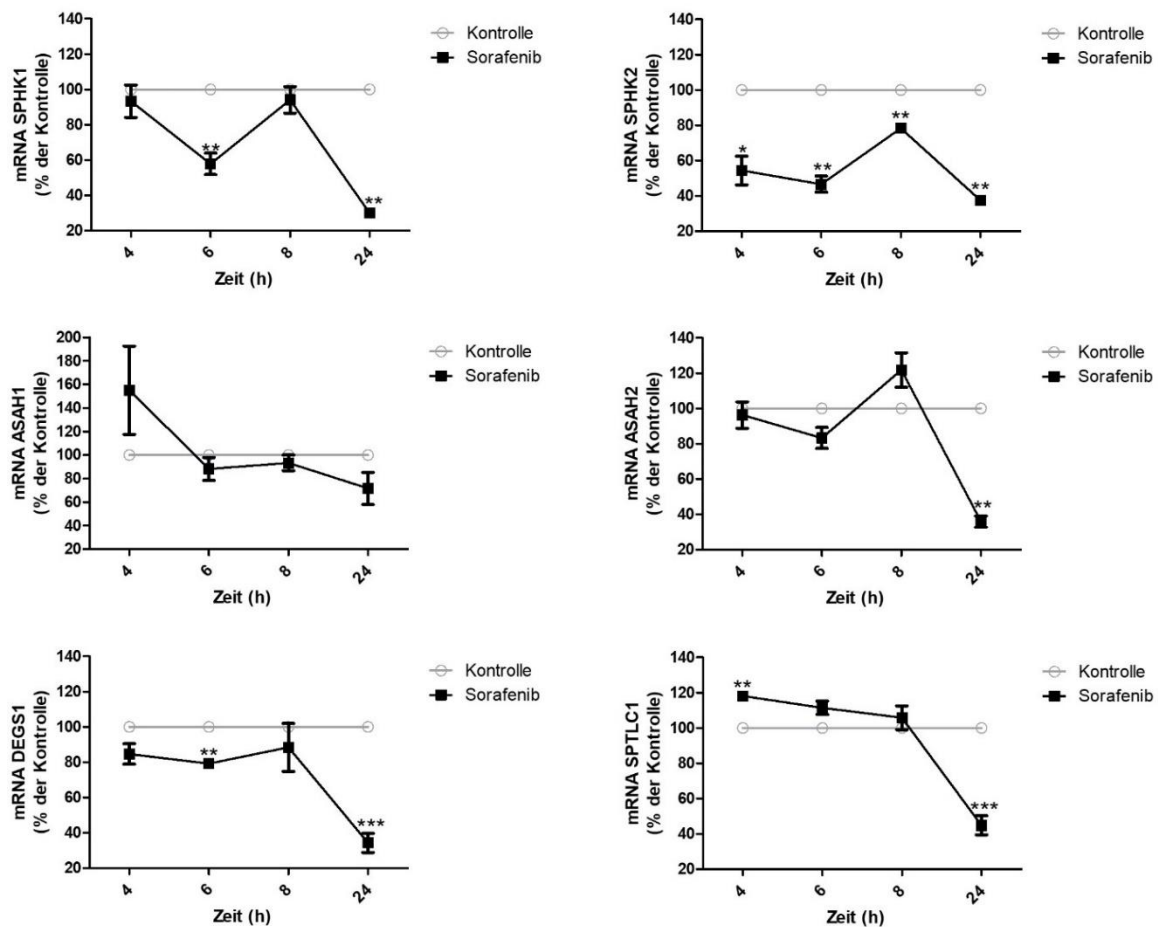 mRNA SPHK1
(% der Kontrolle)
140
120
100
80
60
40
20
**
**
4
6
8
24
Zeit (h)
Kontrolle
Sorafenib
mRNA SPHK2
(% der Kontrolle)
140
120
100
80
60
40
20
*
**
**
**
4
6
8
24
Zeit (h)
Kontrolle
Sorafenib
mRNA ASAH1
(% der Kontrolle)
200
180
160
140
120
100
80
60
40
20
4
6
8
24
Zeit (h)
Kontrolle
Sorafenib
mRNA ASAH2
(% der Kontrolle)
140
120
100
80
60
40
20
**
4
6
8
24
Zeit (h)
Kontrolle
Sorafenib
mRNA DEGS1
(% der Kontrolle)
140
120
100
80
60
40
20
**
***
4
6
8
24
Zeit (h)
Kontrolle
Sorafenib
mRNA SPTLC1
(% der Kontrolle)
140
120
100
80
60
40
20
**
***
4
6
8
24
Zeit (h)
Kontrolle
Sorafenib